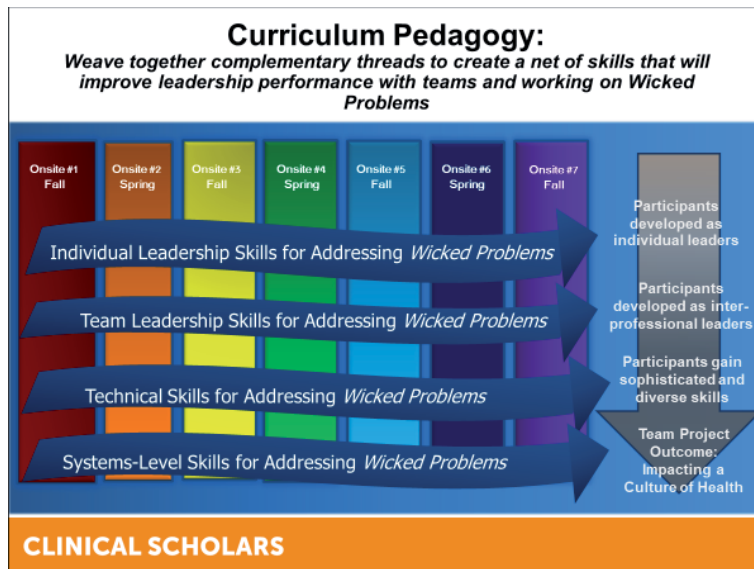 Curriculum Pedagogy:
Weave together complementary threads to create a net of skills that will
improve leadership performance with teams and working on Wicked
Problems
Onsite #1
Fall
Onsite #2
Spring
Onsite #3
Fall
Onsite #4
Spring
Onsite #5
Fall
Onsite #6
Spring
Onsite #7
Fall
Individual Leadership Skills for Addressing Wicked Problems
Participants
developed as
individual leaders
Team Leadership Skills for Addressing Wicked Problems
Participants
developed as inter-
professional leaders
Technical Skills for Addressing Wicked Problems
Participants gain
sophisticated and
diverse skills
Systems-Level Skills for Addressing Wicked Problems
Team Project
Outcome:
Impacting a
Culture of Health
CLINICAL SCHOLARS